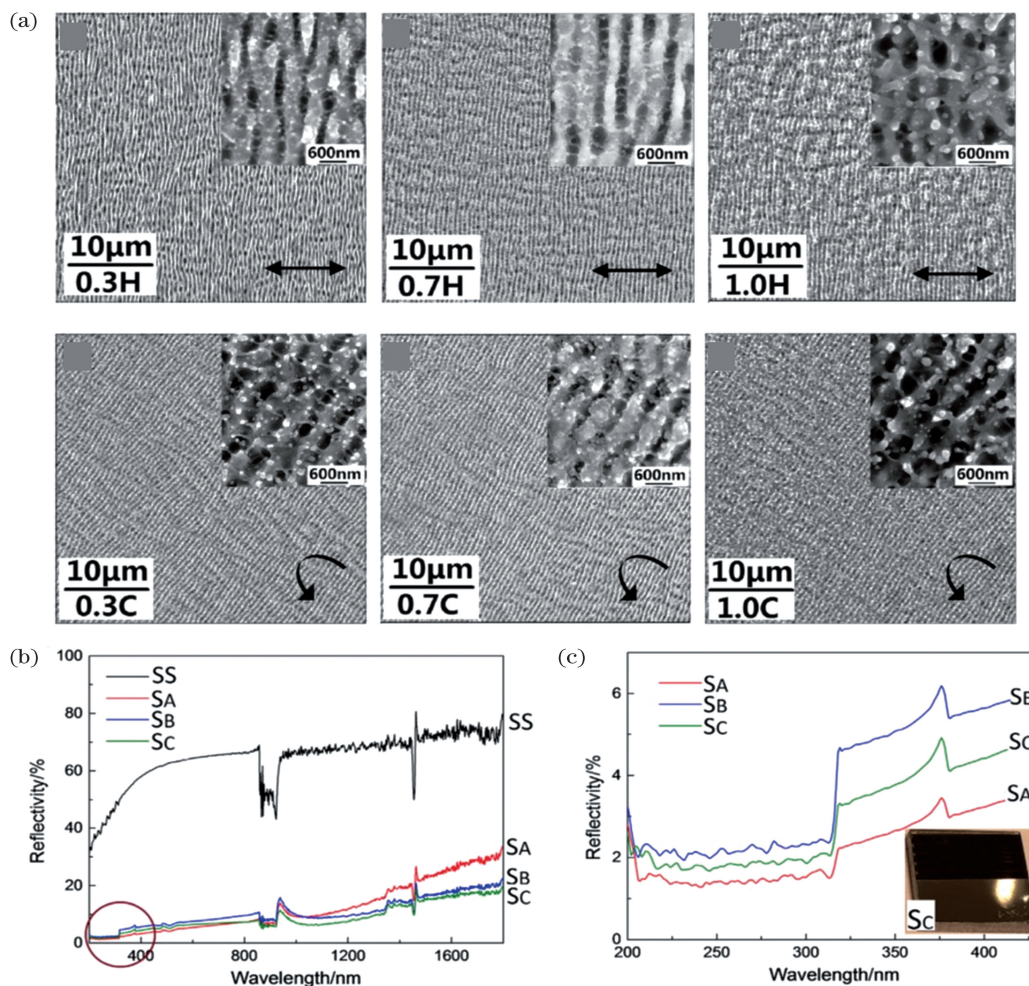 (a)
600nm
600nm
600nm
10μm
0.3H
10μm
0.7H
10μm
1.0H
600nm
600nm
600nm
10μm
0.3C
10μm
0.7C
10μm
1.0C
(b)
100
80
60
40
20
0
Reflectivity/%
SS
SA
SB
SC
SS
SA
SB
SC
400 800 1200 1600
Wavelength/nm
(c)
6
4
2
0
Reflectivity/%
SA
SB
SC
SB
SC
SA
SC
200 250 300 350 400
Wavelength/nm